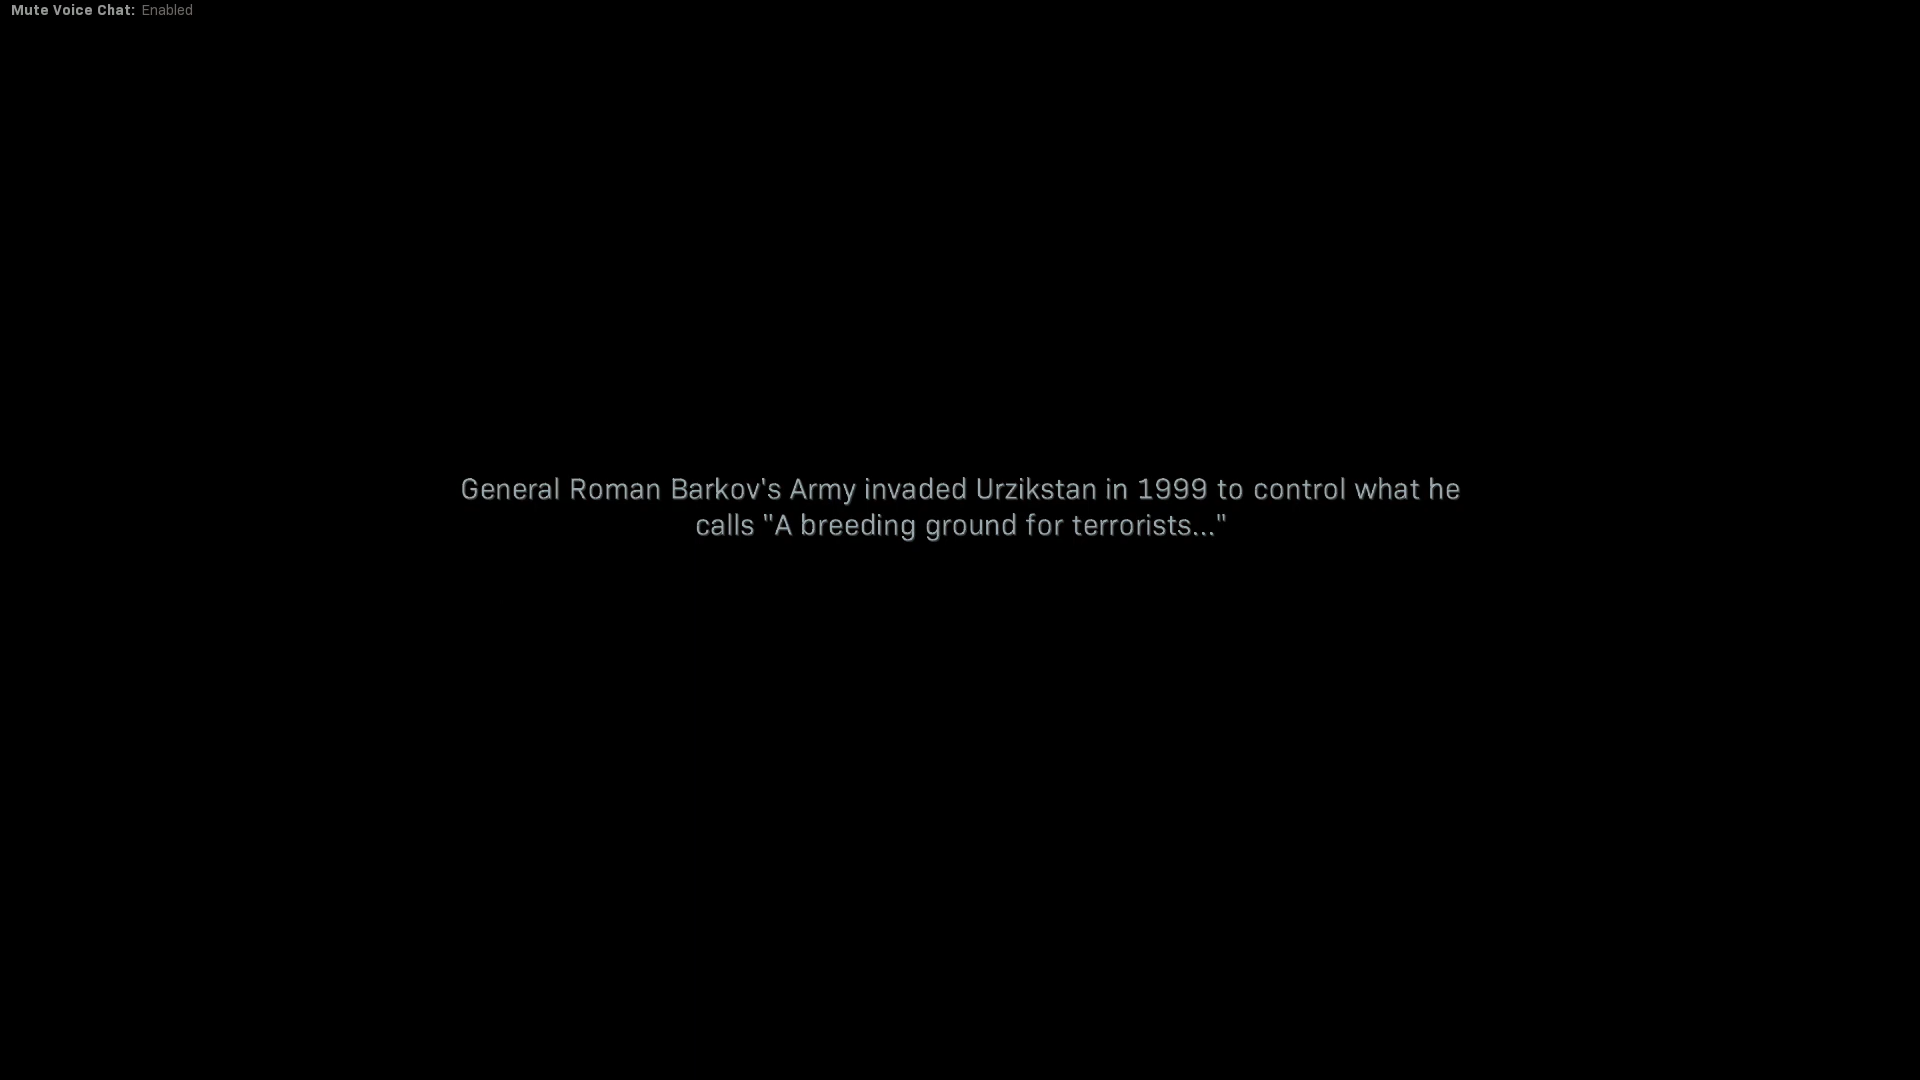 Mute Voice Chat: Enabled
General Roman Barkov's Army invaded Urzikstan in 1999 to control what he
calls "A breeding ground for terrorists..."